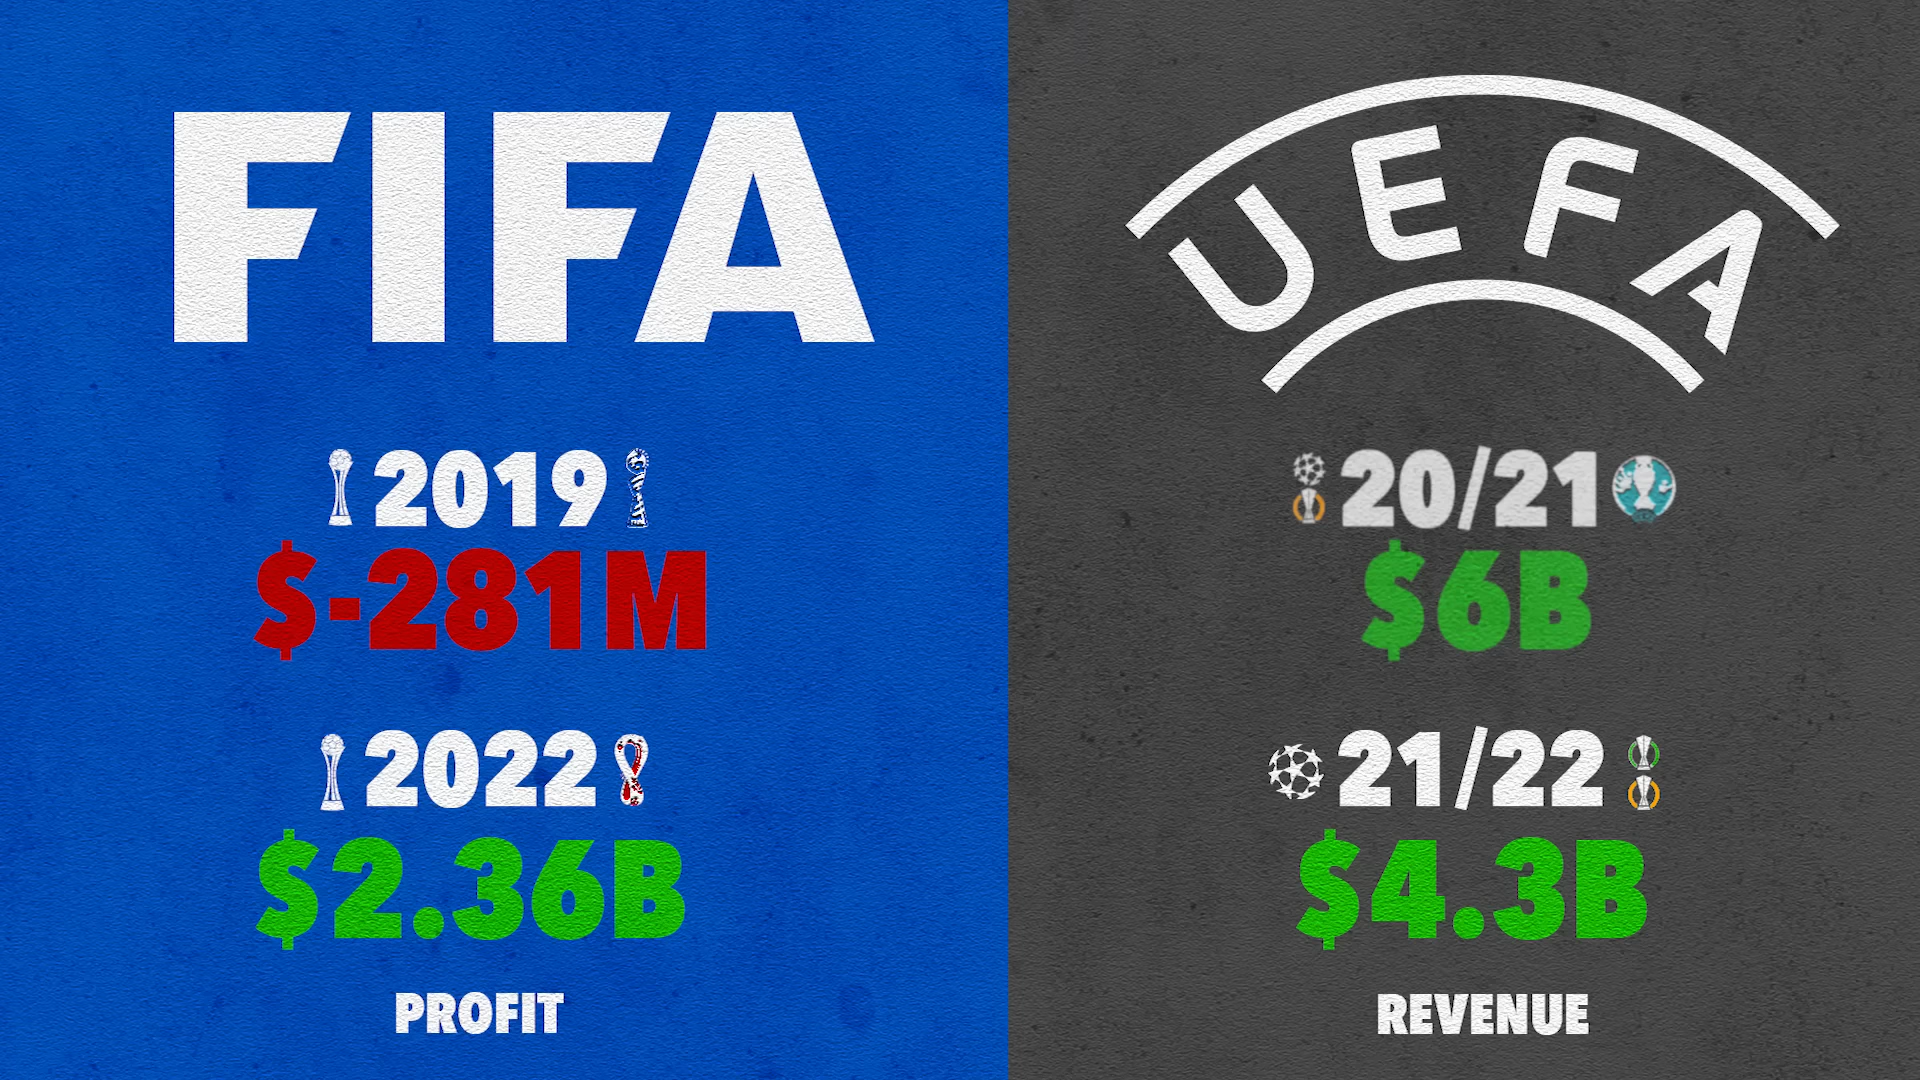 FIFA
2019
$-281M
2022
$2.36B
PROFIT
UEFA
20/21
$6B
21/22
$4.3B
REVENUE